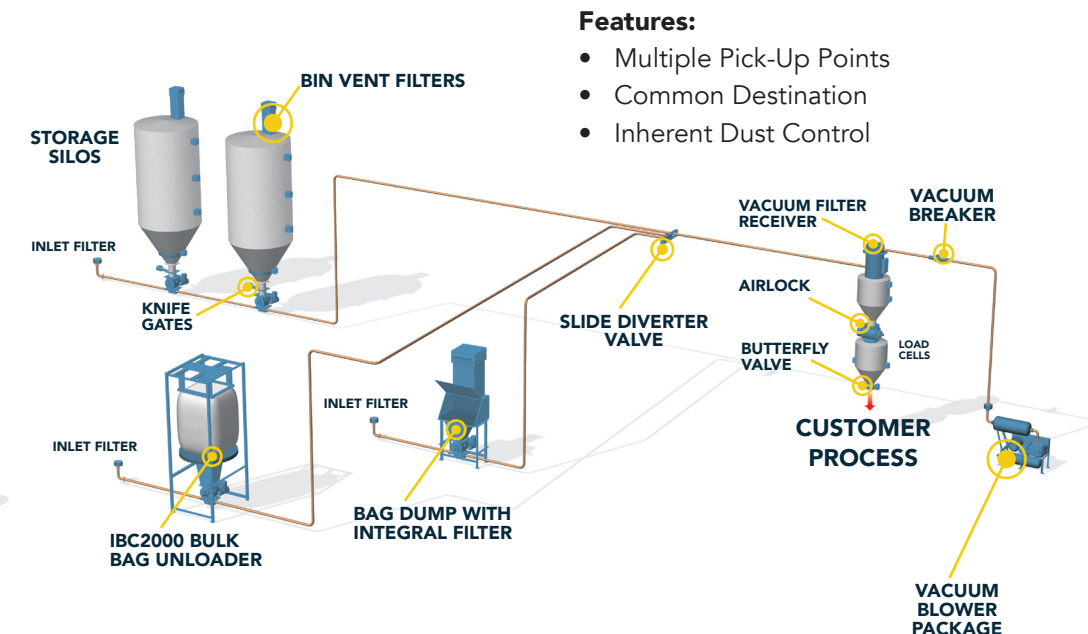 Features:
• Multiple Pick-Up Points
• Common Destination
• Inherent Dust Control
BIN VENT FILTERS
STORAGE
SILOS
INLET FILTER
KNIFE
GATES
SLIDE DIVERTER
VALVE
VACUUM FILTER
RECEIVER
VACUUM
BREAKER
AIRLOCK
LOAD
CELLS
BUTTERFLY
VALVE
CUSTOMER
PROCESS
INLET FILTER
INLET FILTER
BAG DUMP WITH
INTEGRAL FILTER
IBC2000 BULK
BAG UNLOADER
VACUUM
BLOWER
PACKAGE